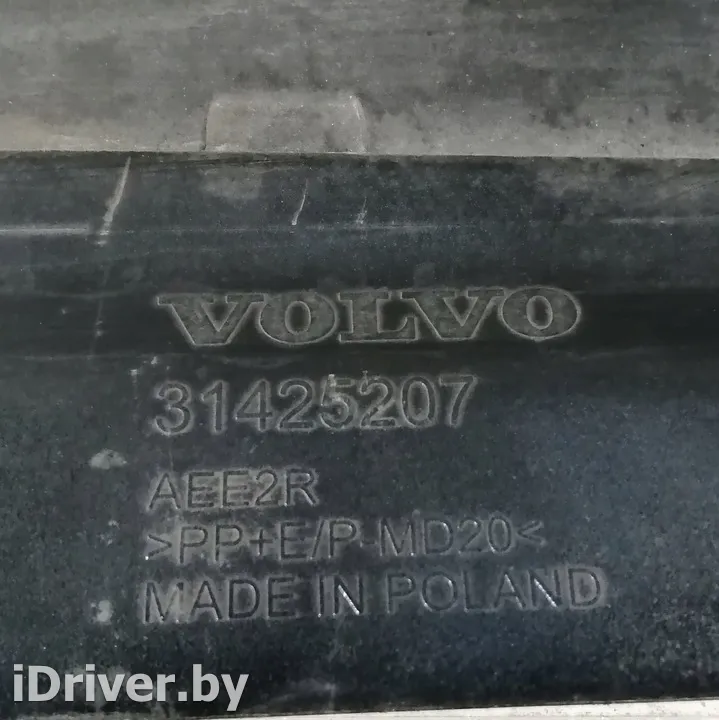 VOLVO
31425207
AEE2R
>PP+E/P-MD20<
MADE IN POLAND
iDriver.by